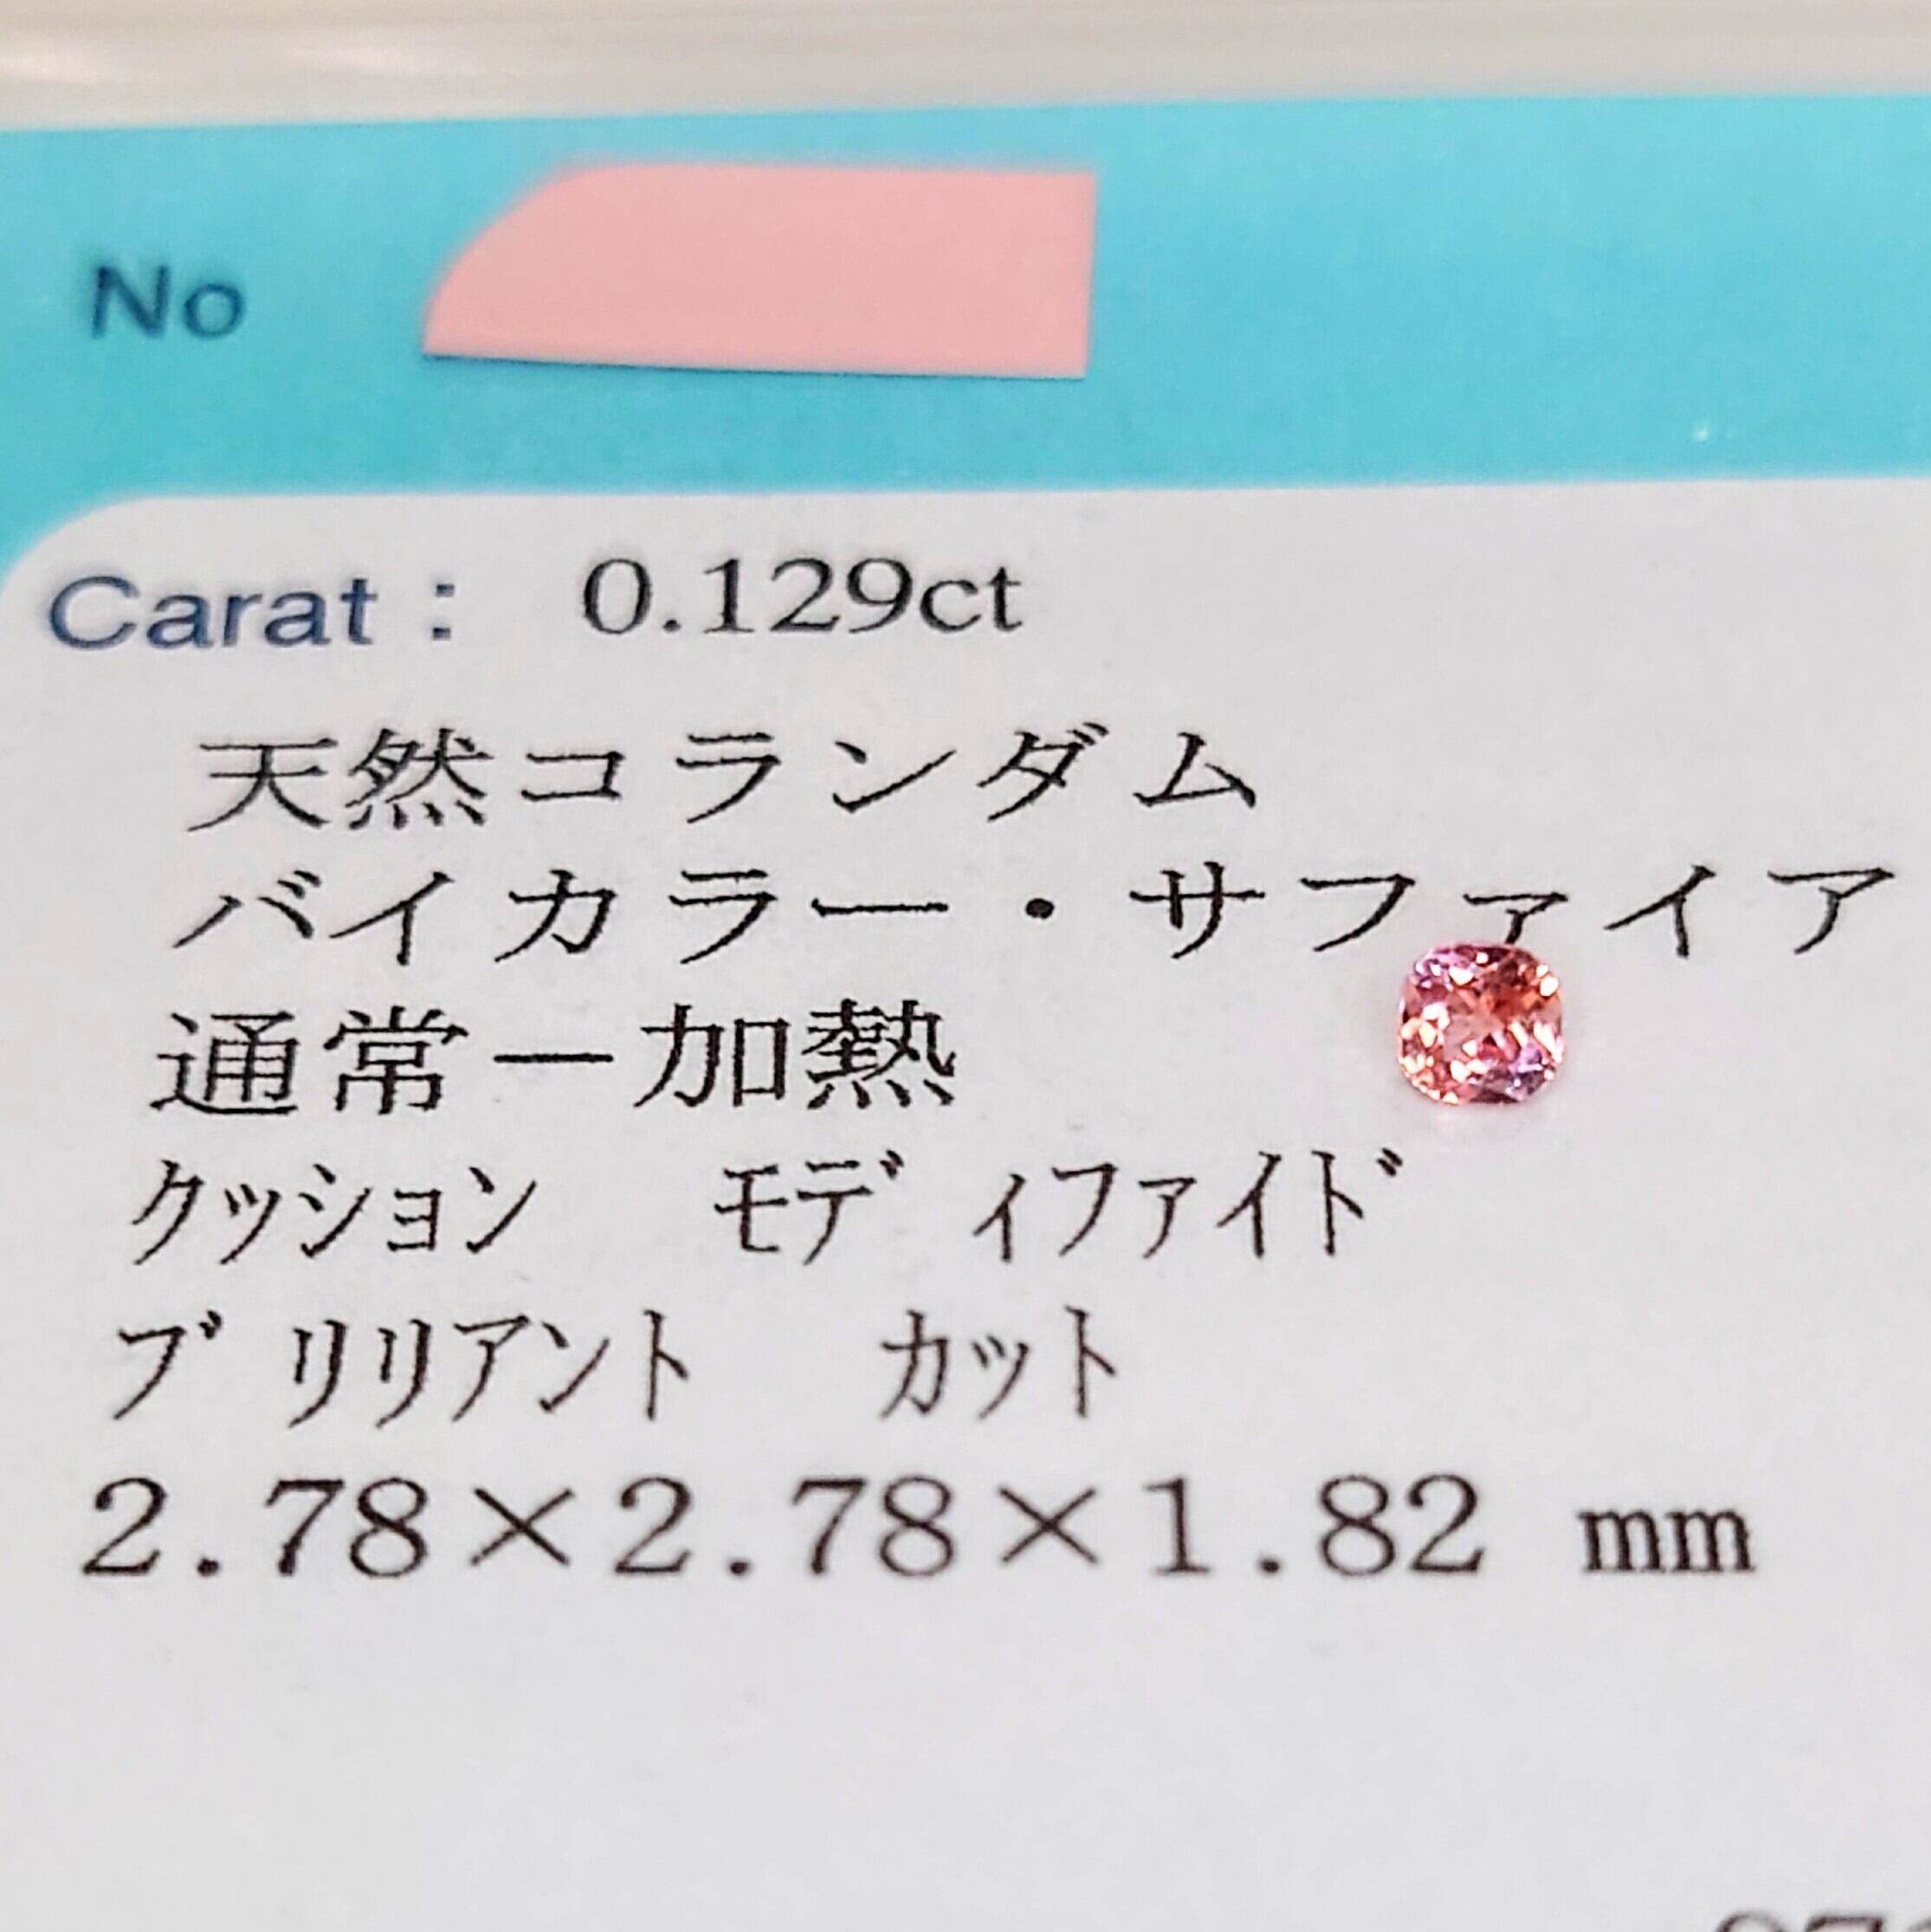 No
Carat : 0.129ct
天然コランダム
バイカラー・サファイア
通常－加熱
ｸｯｼｮﾝ ﾓﾃﾞｨﾌｧｲﾄﾞ
ﾌﾞﾘﾘｱﾝﾄ ｶｯﾄ
2.78×2.78×1.82 mm